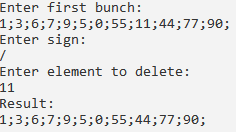 Enter first bunch:
1;3;6;7;9;5;0;55;11;44;77;90;
Enter sign:
/
Enter element to delete:
11
Result:
1;3;6;7;9;5;0;55;44;77;90;